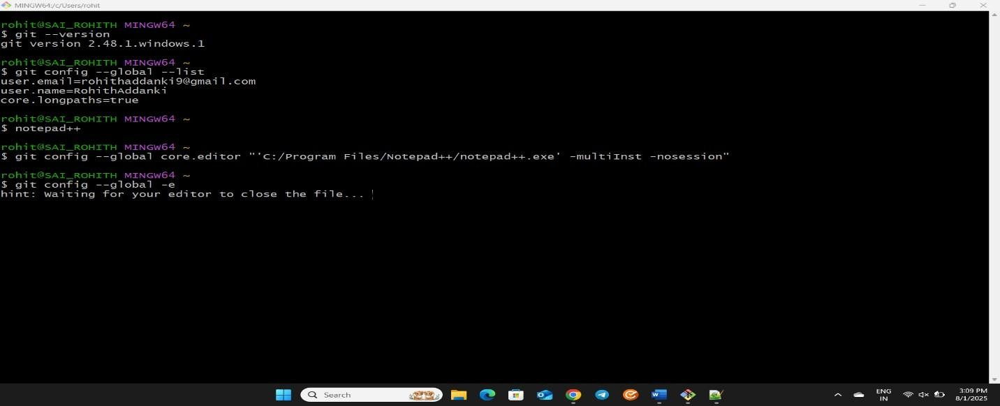 MINGW64:/c/Users/rohit
rohit@SAI_ROHITH MINGW64 ~
$ git --version
git version 2.48.1.windows.1
rohit@SAI_ROHITH MINGW64 ~
$ git config --global --list
user.email=rohithaddanki9@gmail.com
user.name=RohithAddanki
core.longpaths=true
rohit@SAI_ROHITH MINGW64 ~
$ notepad++
rohit@SAI_ROHITH MINGW64 ~
$ git config --global core.editor "'C:/Program Files/Notepad++/notepad++.exe' -multiInst -nosession"
rohit@SAI_ROHITH MINGW64 ~
$ git config --global -e
hint: Waiting for your editor to close the file...
Search
ENG
IN
3:09 PM
8/1/2025